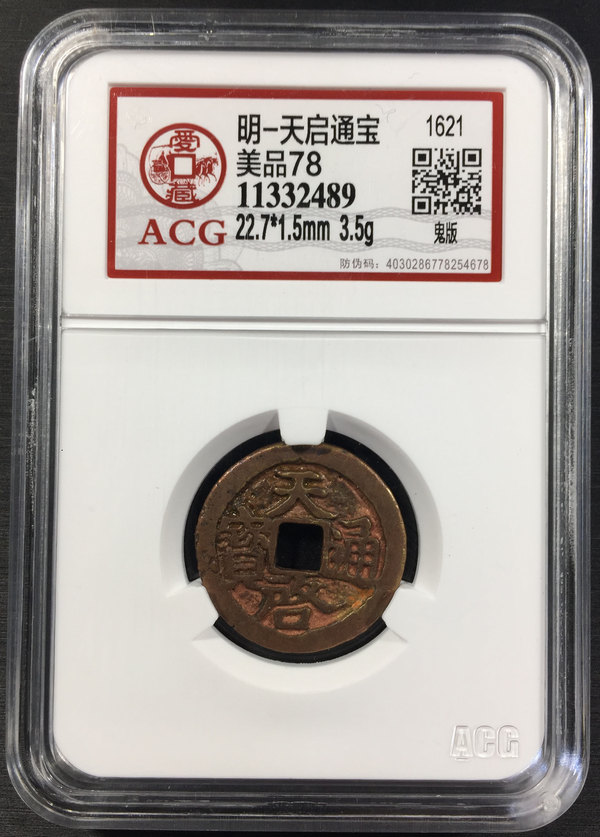 愛藏
ACG
明-天启通宝
美品78
11332489
22.7*1.5mm 3.5g
1621
鬼版
防伪码：4030286778254678
天啓通寳
ACG